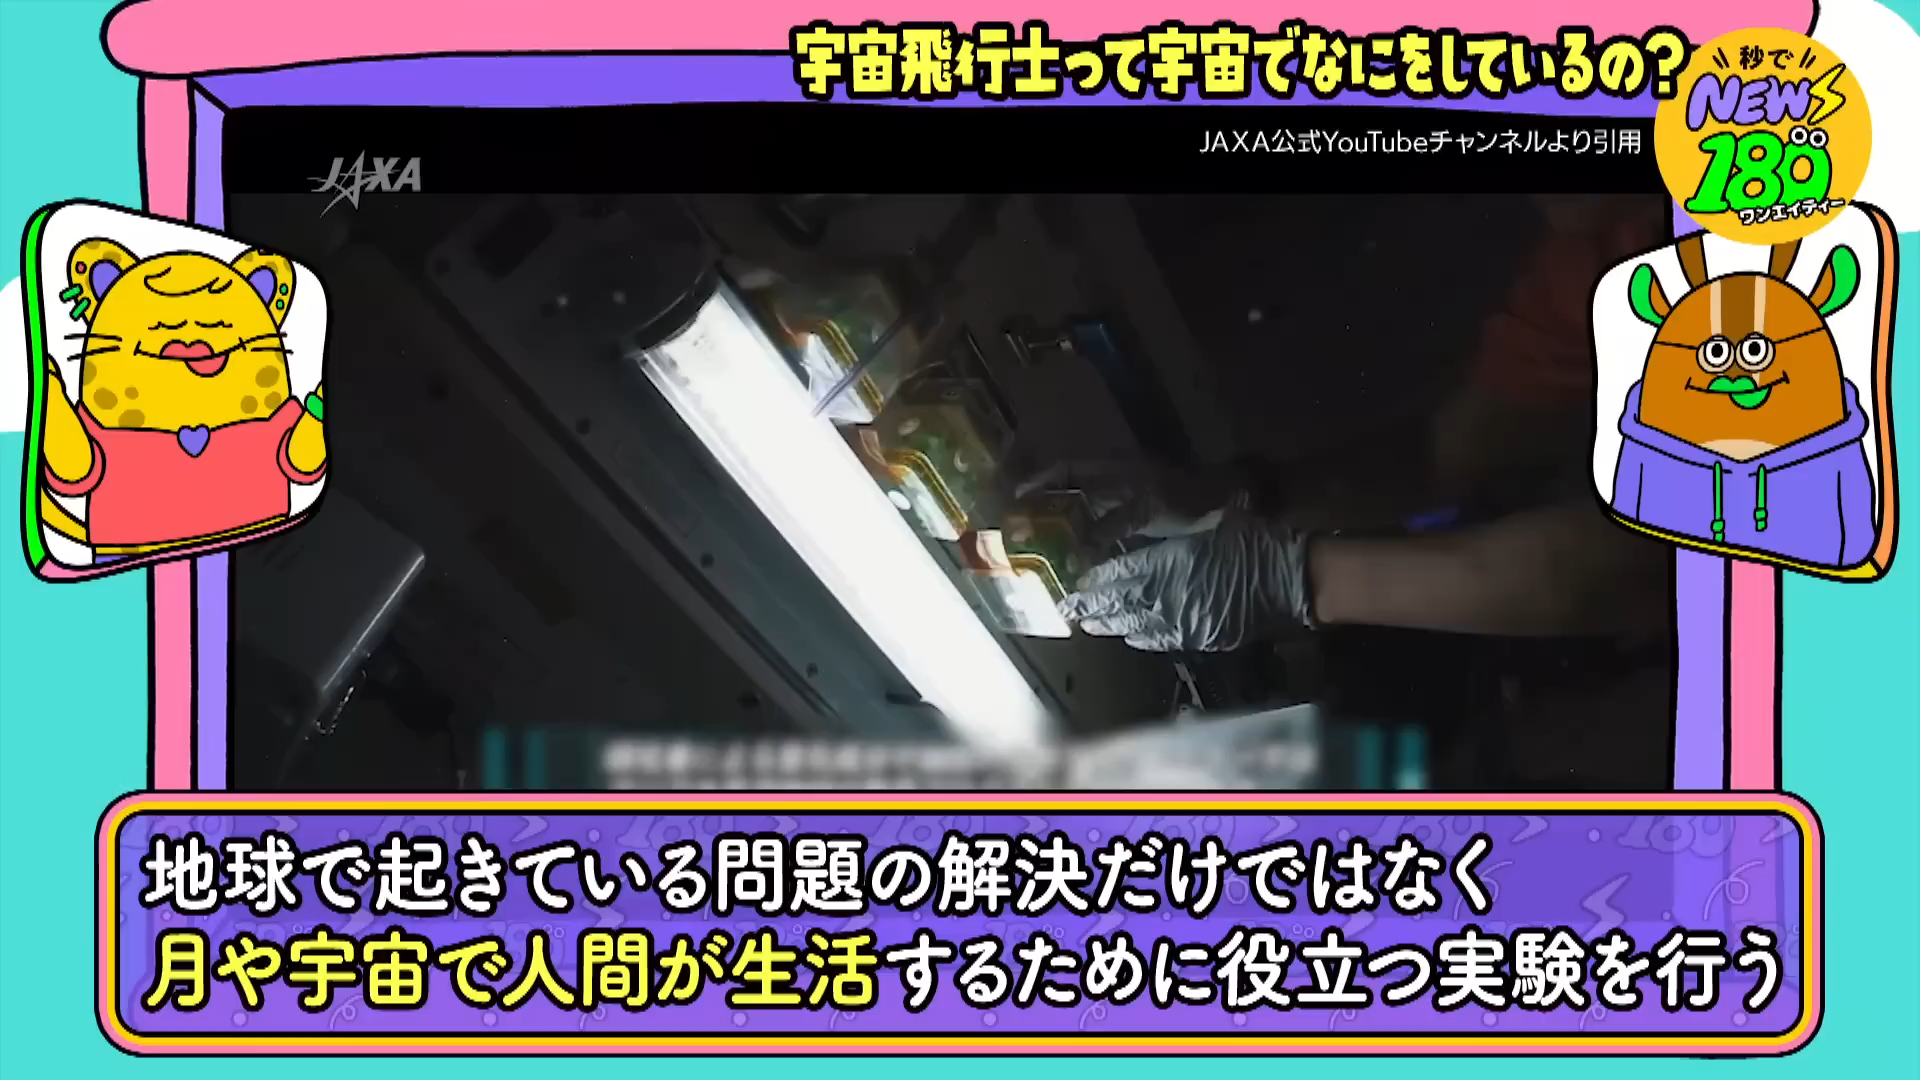 宇宙飛行士って宇宙でなにをしているの?
秒で
NEWS
180
ワンエイティー
JAXA公式YouTubeチャンネルより引用
JAXA
地球で起きている問題の解決だけではなく
月や宇宙で人間が生活するために役立つ実験を行う